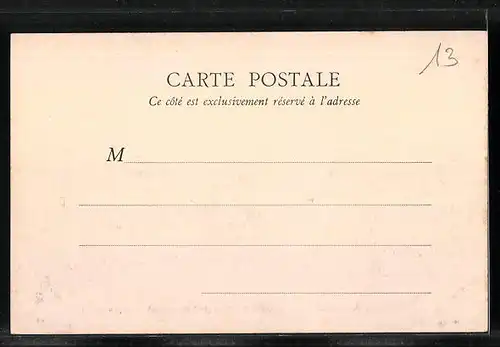 13
CARTE POSTALE
Ce côté est exclusivement réservé à l'adresse
M